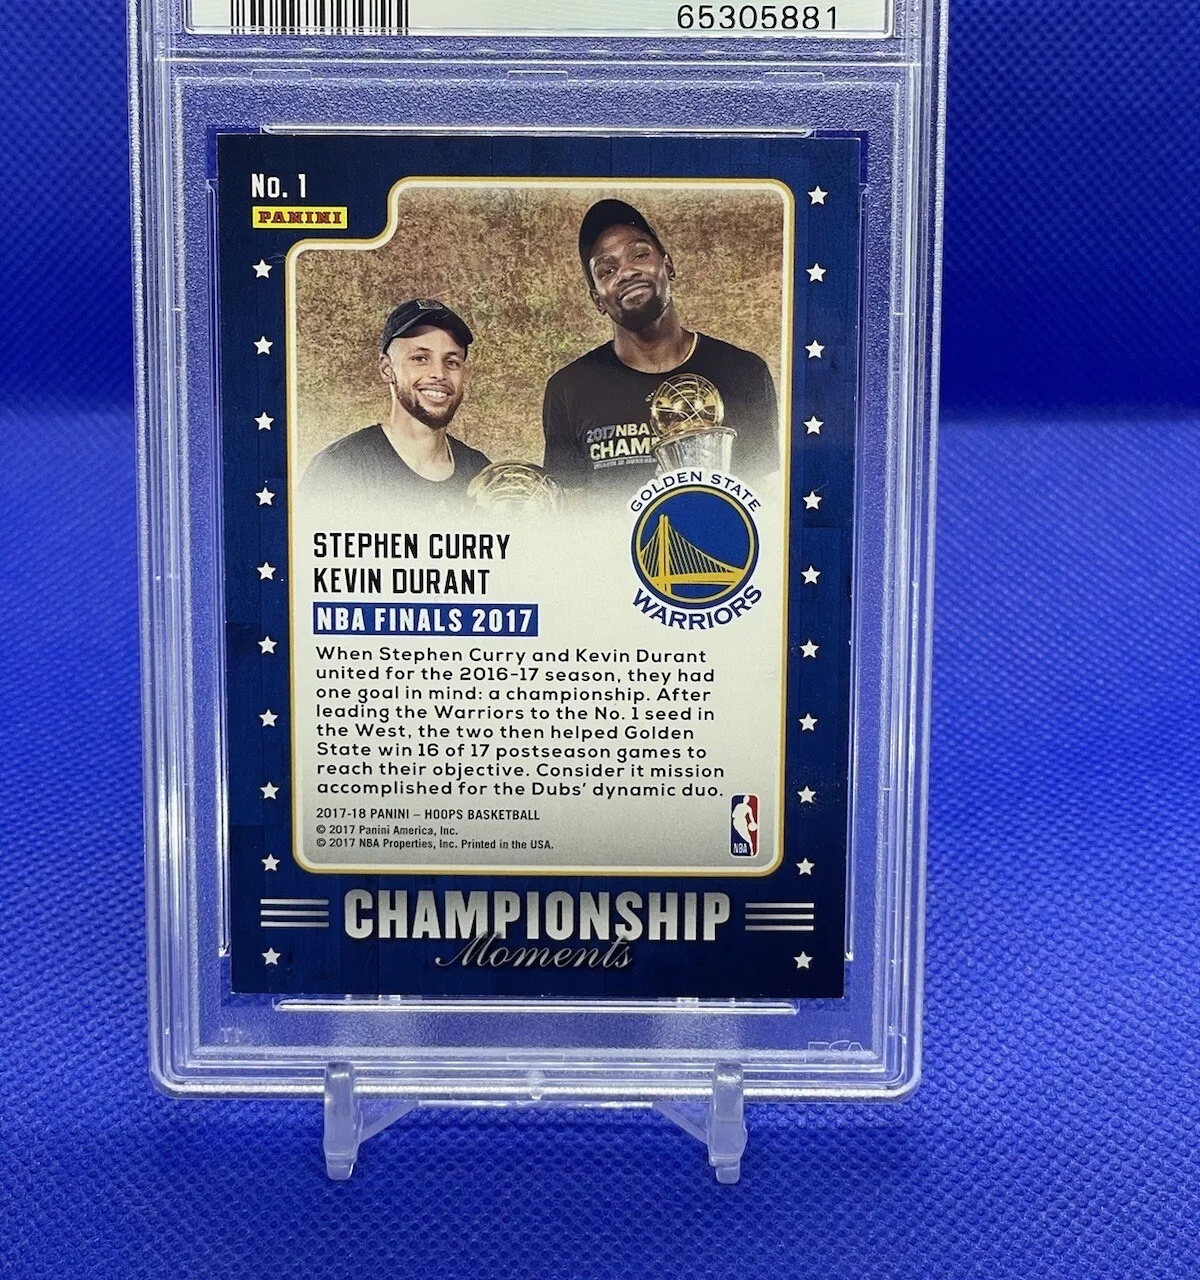 65305881
No. 1
PANINI
2017 NBA
CHAMP
GOLDEN STATE
WARRIORS
STEPHEN CURRY
KEVIN DURANT
NBA FINALS 2017
When Stephen Curry and Kevin Durant
united for the 2016-17 season, they had
one goal in mind: a championship. After
leading the Warriors to the No. 1 seed in
the West, the two then helped Golden
State win 16 of 17 postseason games to
reach their objective. Consider it mission
accomplished for the Dubs' dynamic duo.
2017-18 PANINI – HOOPS BASKETBALL
© 2017 Panini America, Inc.
© 2017 NBA Properties, Inc. Printed in the USA.
NBA
CHAMPIONSHIP
Moments
PSA